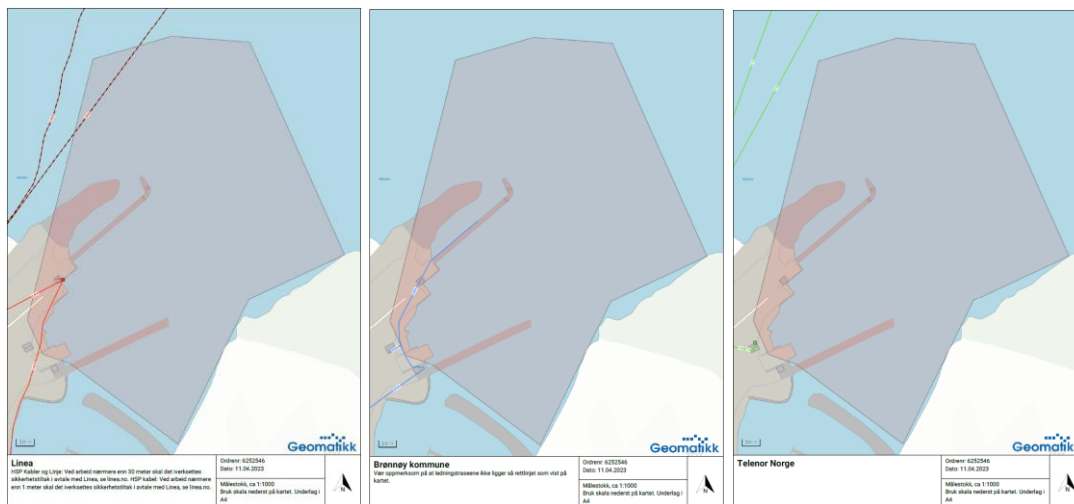 Geomatikk
Linea
HSP Kabler og Linje: Ved arbeid nærmere enn 30 meter skal det iverksettes
sikkerhetstiltak i avtale med Linea, se lineo.no. HSP kabel: Ved arbeid nærmere
enn 1 meter skal det iverksettes sikkerhetstiltak i avtale med Linea, se lineo.no.
Ordrenr: 6252546
Dato: 11.04.2023
Målestokk, ca 1:1000
Bruk skala nederst på kartet. Underlag i
A4
N
Geomatikk
Brønnøy kommune
Vær oppmerksom på at ledningstraseene ikke ligger så rettlinjet som vist på
kartet.
Ordrenr: 6252546
Dato: 11.04.2023
Målestokk, ca 1:1000
Bruk skala nederst på kartet. Underlag i
A4
N
Geomatikk
Telenor Norge
Ordrenr: 6252546
Dato: 11.04.2023
Målestokk, ca 1:1000
Bruk skala nederst på kartet. Underlag i
A4
N